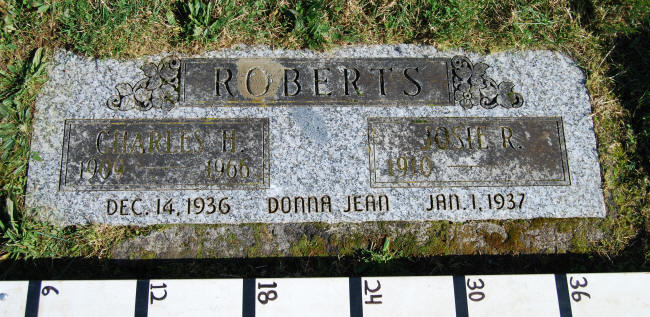 ROBERTS
CHARLES H. JOSIE R.
1909 — 1966 1910 —
DEC. 14, 1936 DONNA JEAN JAN. 1, 1937
6 12 18 24 30 36